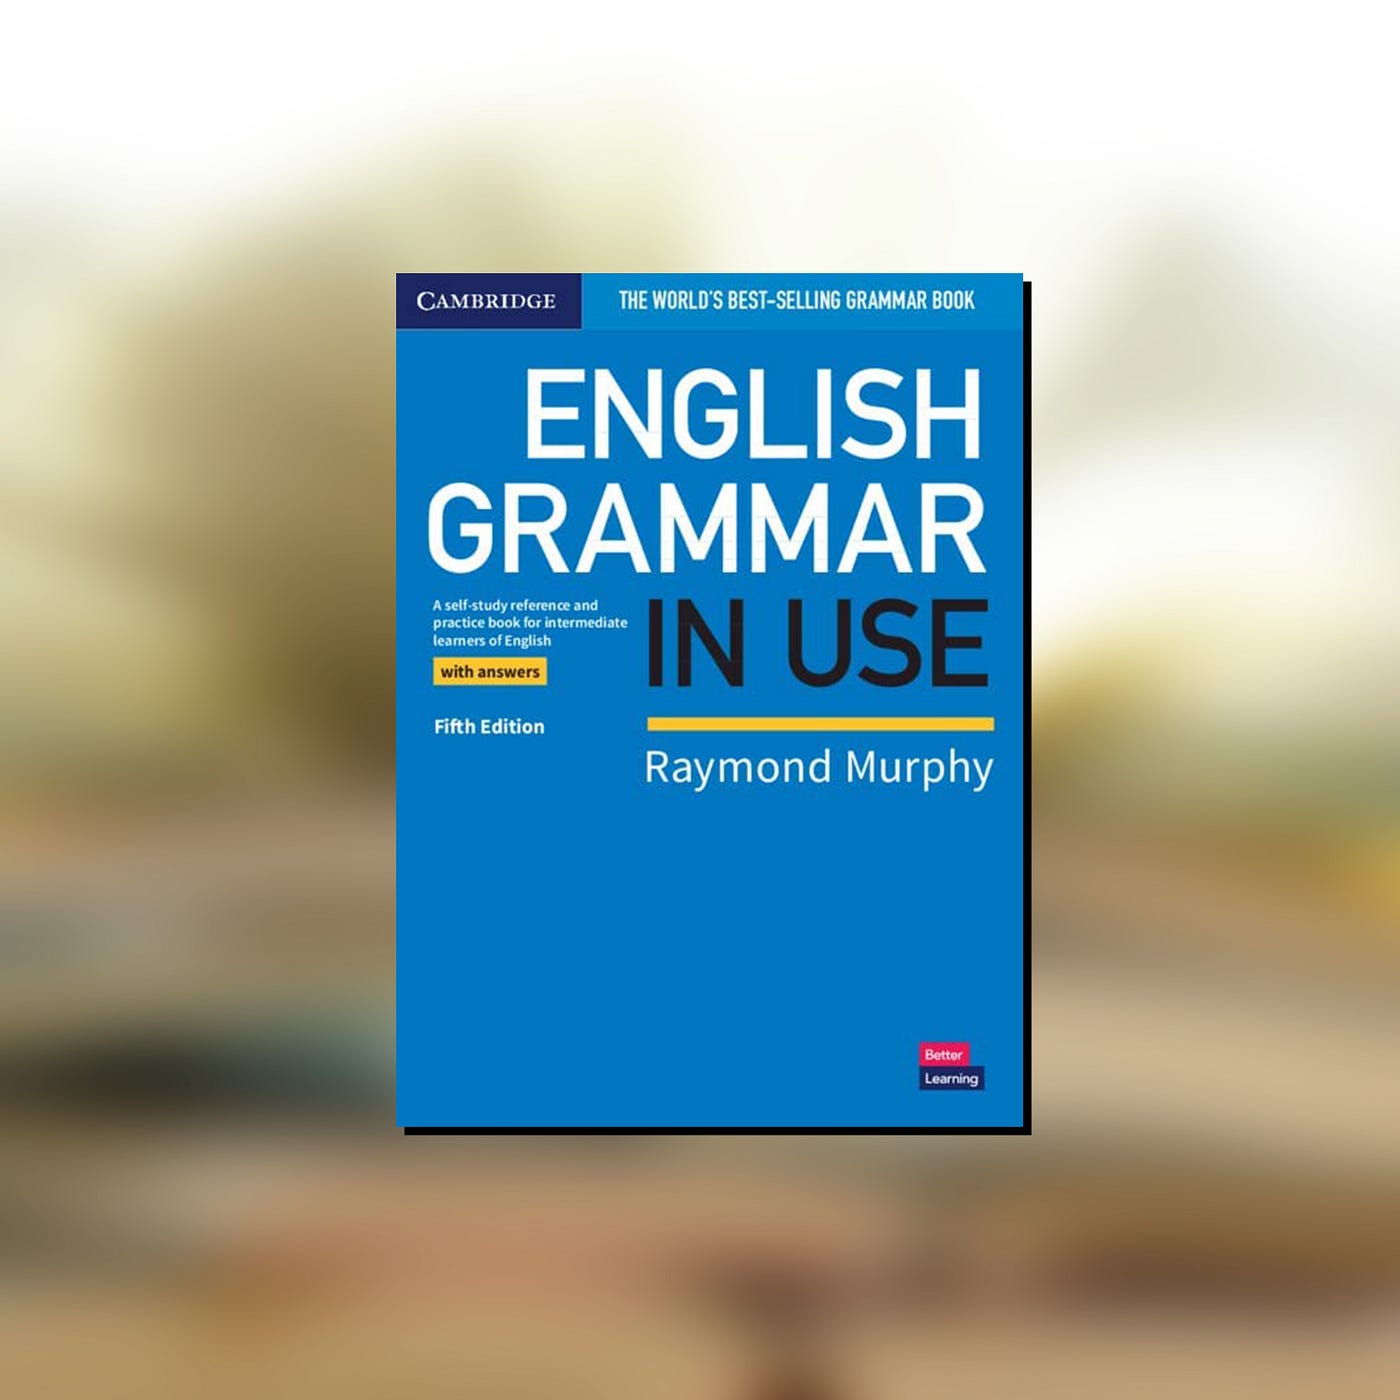 CAMBRIDGE
THE WORLD'S BEST-SELLING GRAMMAR BOOK
ENGLISH
GRAMMAR
IN USE
A self-study reference and
practice book for intermediate
learners of English
with answers
Fifth Edition
Raymond Murphy
Better
Learning